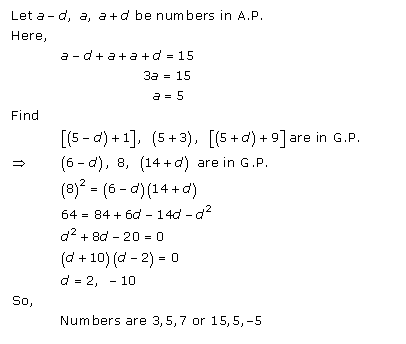 Let a – d, a, a + d be numbers in A.P.
Here,
a – d + a + a + d = 15
3a = 15
a = 5
Find
[(5 – d) + 1], (5 + 3), [(5 + d) + 9] are in G.P.
⇒ (6 – d), 8, (14 + d) are in G.P.
(8)² = (6 – d)(14 + d)
64 = 84 + 6d – 14d – d²
d² + 8d – 20 = 0
(d + 10)(d – 2) = 0
d = 2, – 10
So,
Numbers are 3, 5, 7 or 15, 5, –5